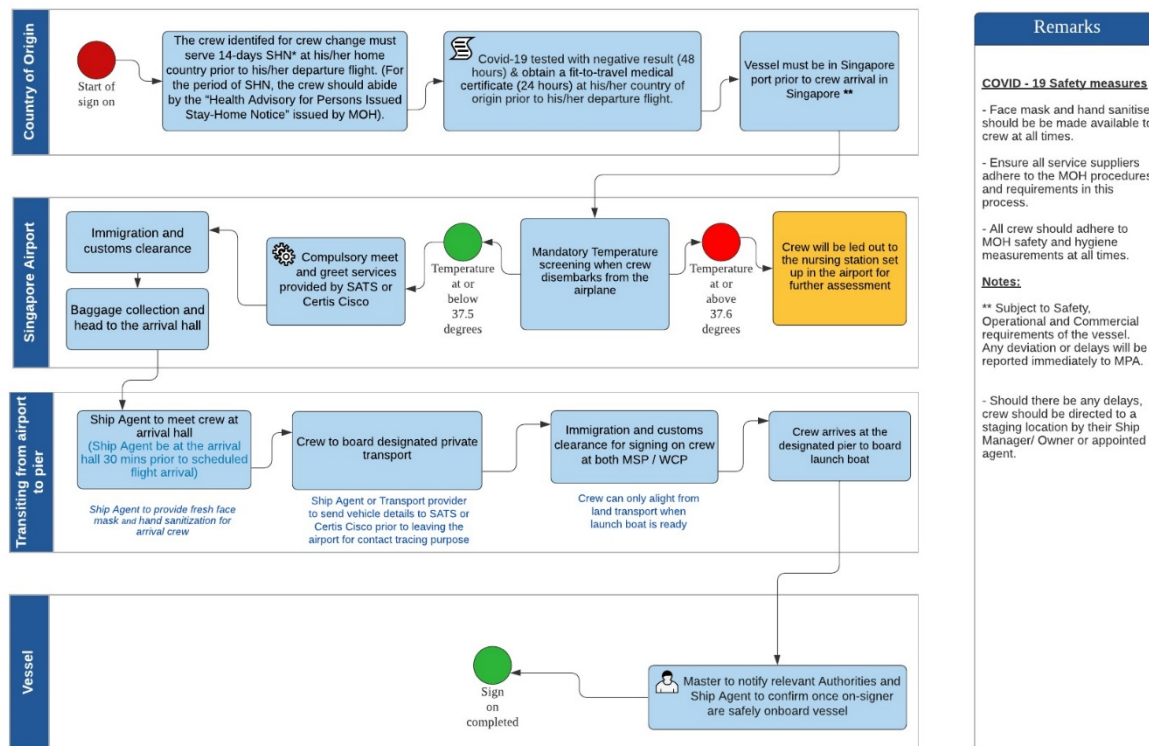 Country of Origin
Start of
sign on
The crew identifed for crew change must
serve 14-days SHN* at his/her home
country prior to his/her departure flight. (For
the period of SHN, the crew should abide
by the "Health Advisory for Persons Issued
Stay-Home Notice" issued by MOH).
Covid-19 tested with negative result (48
hours) & obtain a fit-to-travel medical
certificate (24 hours) at his/her country of
origin prior to his/her departure flight.
Vessel must be in Singapore
port prior to crew arrival in
Singapore **
Singapore Airport
Immigration and
customs clearance
Baggage collection and
head to the arrival hall
Compulsory meet
and greet services
provided by SATS or
Certis Cisco
Temperature
at or
below
37.5
degrees
Mandatory Temperature
screening when crew
disembarks from the
airplane
Temperature
at or
above
37.6
degrees
Crew will be led out to
the nursing station set
up in the airport for
further assessment
Transiting from airport
to pier
Ship Agent to meet crew at
arrival hall
(Ship Agent be at the arrival
hall 30 mins prior to scheduled
flight arrival)
Ship Agent to provide fresh face
mask and hand sanitization for
arrival crew
Crew to board designated private
transport
Ship Agent or Transport provider
to send vehicle details to SATS or
Certis Cisco prior to leaving the
airport for contact tracing purpose
Immigration and customs
clearance for signing on crew
at both MSP / WCP
Crew can only alight from
land transport when
launch boat is ready
Crew arrives at the
designated pier to board
launch boat
Vessel
Sign
on
completed
Master to notify relevant Authorities and
Ship Agent to confirm once on-signer
are safely onboard vessel
Remarks
COVID - 19 Safety measures
- Face mask and hand sanitise
should be be made available to
crew at all times.
- Ensure all service suppliers
adhere to the MOH procedures
and requirements in this
process.
- All crew should adhere to
MOH safety and hygiene
measurements at all times.
Notes:
** Subject to Safety,
Operational and Commercial
requirements of the vessel.
Any deviation or delays will be
reported immediately to MPA.
- Should there be any delays,
crew should be directed to a
staging location by their Ship
Manager/ Owner or appointed
agent.